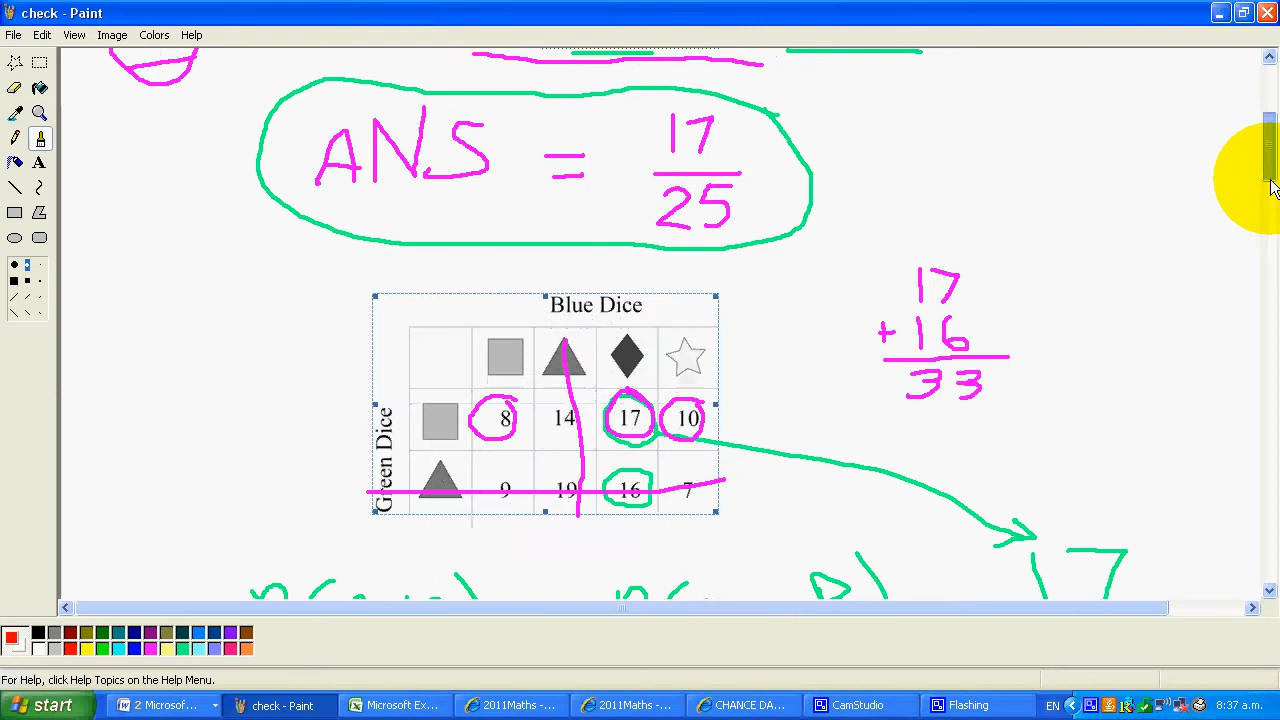 check - Paint
File Edit View Image Colors Help
ANS = 17
25
17
+ 16
33
Blue Dice
Green Dice
8 14 17 10
9 19 16 7
17
For Help, click Help Topics on the Help Menu.
start 2 Microsof... check - Paint Microsoft Ex... 2011Maths -... 2011Maths -... CHANCE DA... CamStudio Flashing EN 8:37 a.m.